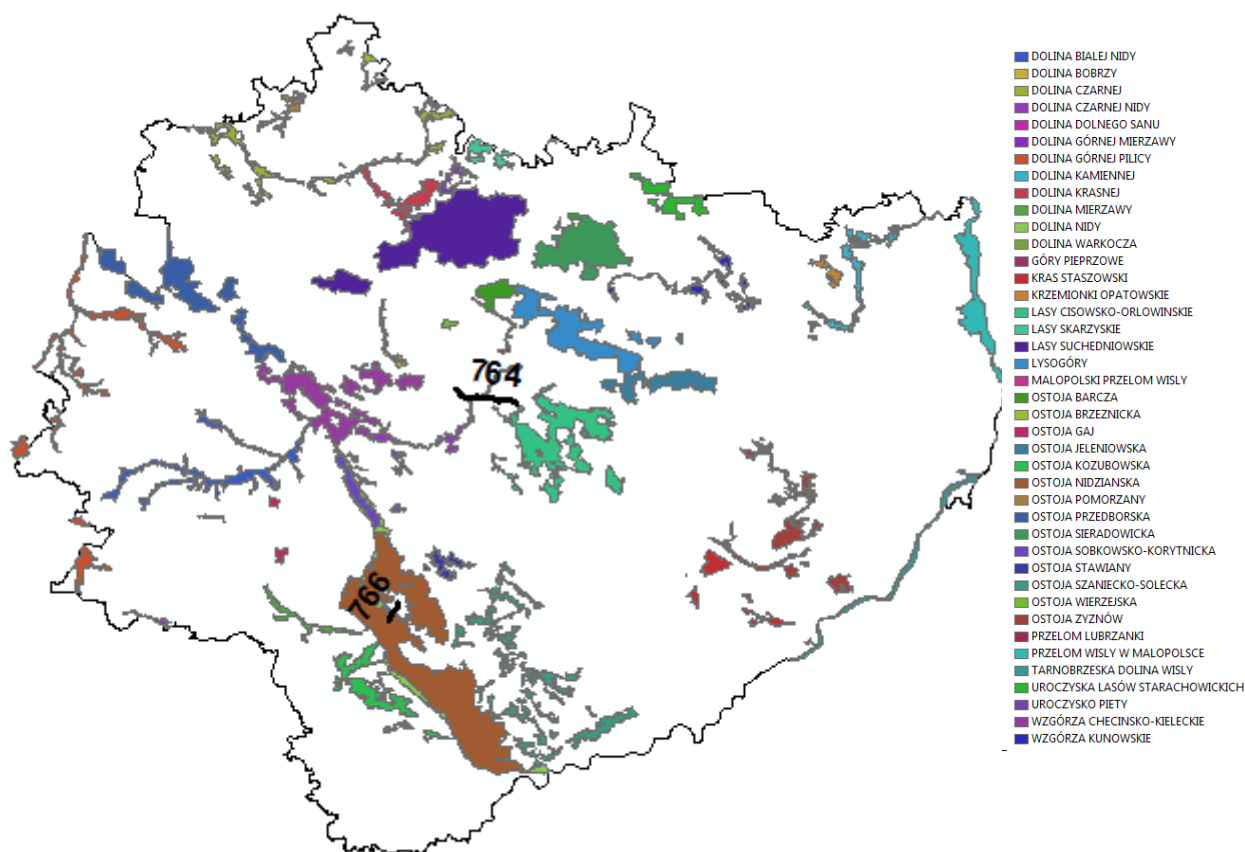 764
766
DOLINA BIALEJ NIDY
DOLINA BOBRZY
DOLINA CZARNEJ
DOLINA CZARNEJ NIDY
DOLINA DOLNEGO SANU
DOLINA GÓRNEJ MIERZAWY
DOLINA GÓRNEJ PILICY
DOLINA KAMIENNEJ
DOLINA KRASNEJ
DOLINA MIERZAWY
DOLINA NIDY
DOLINA WARKOCZA
GÓRY PIEPRZOWE
KRAS STASZOWSKI
KRZEMIONKI OPATOWSKIE
LASY CISOWSKO-ORLOWINSKIE
LASY SKARZYSKIE
LASY SUCHEDNIOWSKIE
LYSOGÓRY
MALOPOLSKI PRZELOM WISLY
OSTOJA BARCZA
OSTOJA BRZEZNICKA
OSTOJA GAJ
OSTOJA JELENIOWSKA
OSTOJA KOZUBOWSKA
OSTOJA NIDZIANSKA
OSTOJA POMORZANY
OSTOJA PRZEDBORSKA
OSTOJA SIERADOWICKA
OSTOJA SOBKOWSKO-KORYTNICKA
OSTOJA STAWIANY
OSTOJA SZANIECKO-SOLECKA
OSTOJA WIERZEJSKA
OSTOJA ZYZNÓW
PRZELOM LUBRZANKI
PRZELOM WISLY W MALOPOLSCE
TARNOBRZESKA DOLINA WISLY
UROCZYSKA LASÓW STARACHOWICKICH
UROCZYSKO PIETY
WZGÓRZA CHECINSKO-KIELECKIE
WZGÓRZA KUNOWSKIE